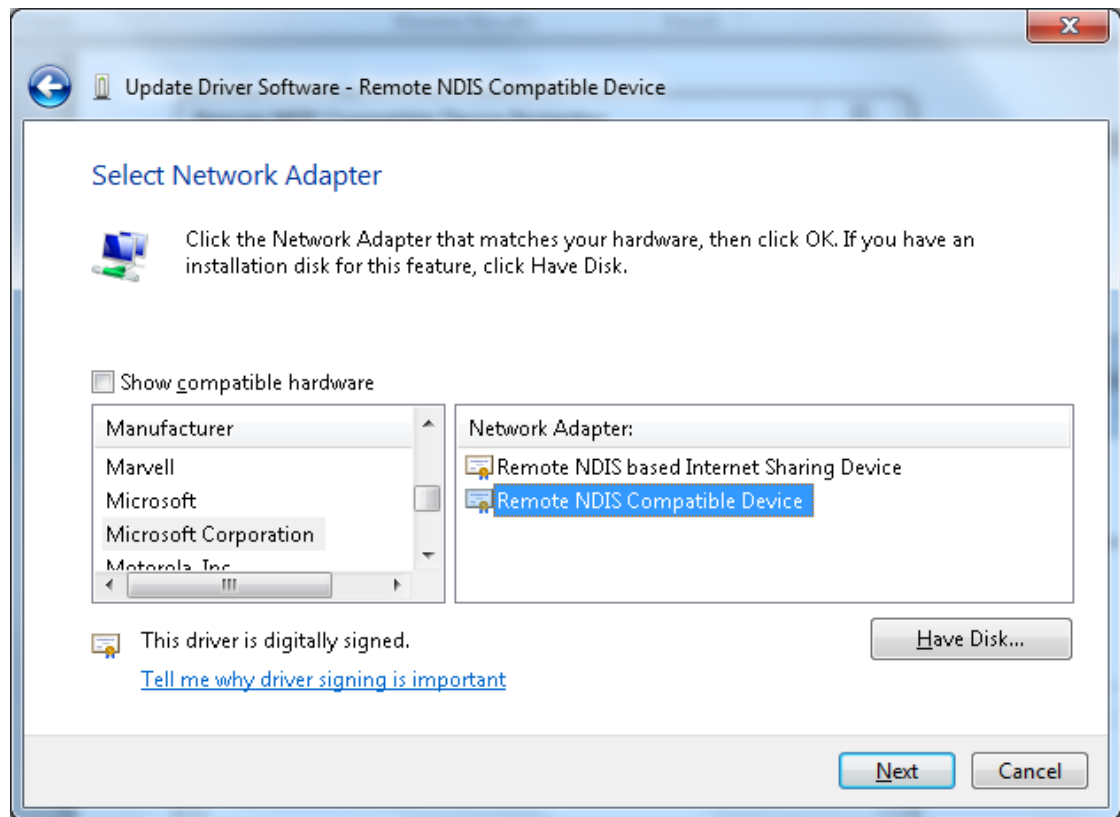 Update Driver Software - Remote NDIS Compatible Device
Select Network Adapter
Click the Network Adapter that matches your hardware, then click OK. If you have an
installation disk for this feature, click Have Disk.
Show compatible hardware
Manufacturer
Marvell
Microsoft
Microsoft Corporation
Motorola, Inc.
Network Adapter:
Remote NDIS based Internet Sharing Device
Remote NDIS Compatible Device
This driver is digitally signed.
Tell me why driver signing is important
Have Disk...
Next
Cancel